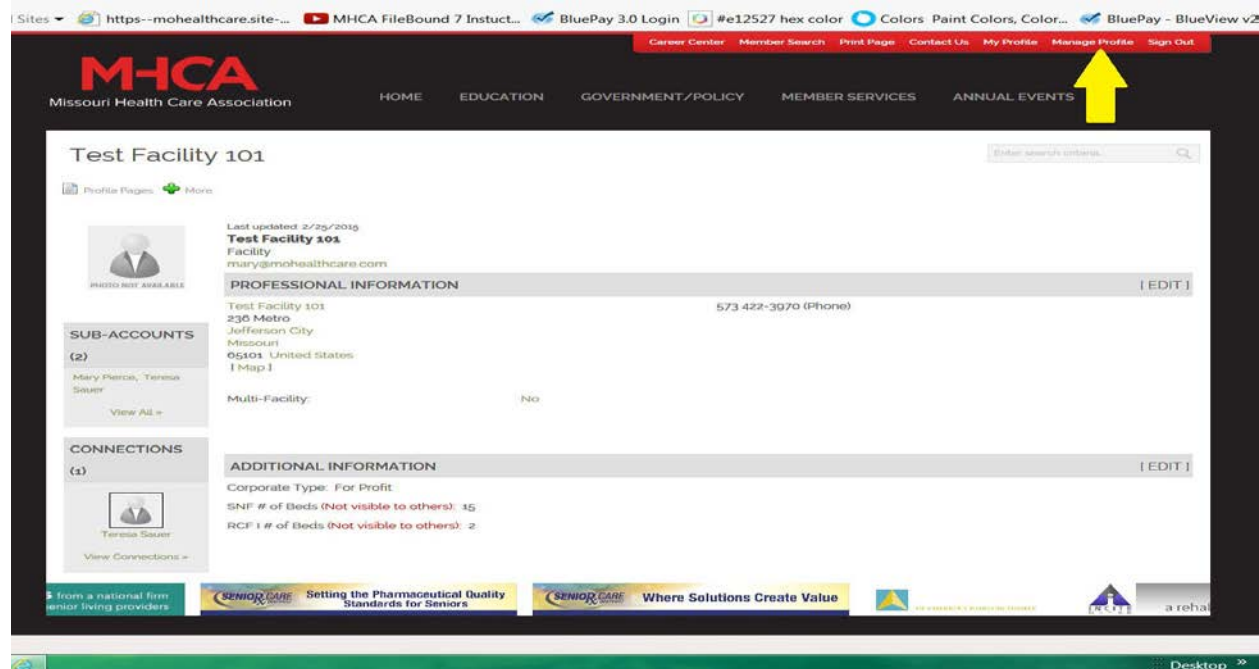 Sites https--mohealthcare.site-... MHCA FileBound 7 Instuct... BluePay 3.0 Login #e12527 hex color Colors Paint Colors, Color... BluePay - BlueView v2
Career Center Member Search Print Page Contact Us My Profile Manage Profile Sign Out
MHCA
Missouri Health Care Association
HOME EDUCATION GOVERNMENT/POLICY MEMBER SERVICES ANNUAL EVENTS
Test Facility 101
Enter search criteria...
Profile Pages More
Last updated 2/25/2015
Test Facility 101
Facility
mary@mohealthcare.com
PHOTO NOT AVAILABLE
PROFESSIONAL INFORMATION [ EDIT ]
Test Facility 101 573 422-3970 (Phone)
236 Metro
Jefferson City
Missouri
65101 United States
[ Map ]
Multi-Facility: No
SUB-ACCOUNTS
(2)
Mary Pierce, Teresa
Sauer
View All »
CONNECTIONS
(1)
Teresa Sauer
View Connections »
ADDITIONAL INFORMATION [ EDIT ]
Corporate Type: For Profit
SNF # of Beds (Not visible to others): 15
RCF I # of Beds (Not visible to others): 2
from a national firm
senior living providers
SENIOR CARE Setting the Pharmaceutical Quality
Standards for Seniors
SENIOR CARE Where Solutions Create Value
a rehab
Desktop »